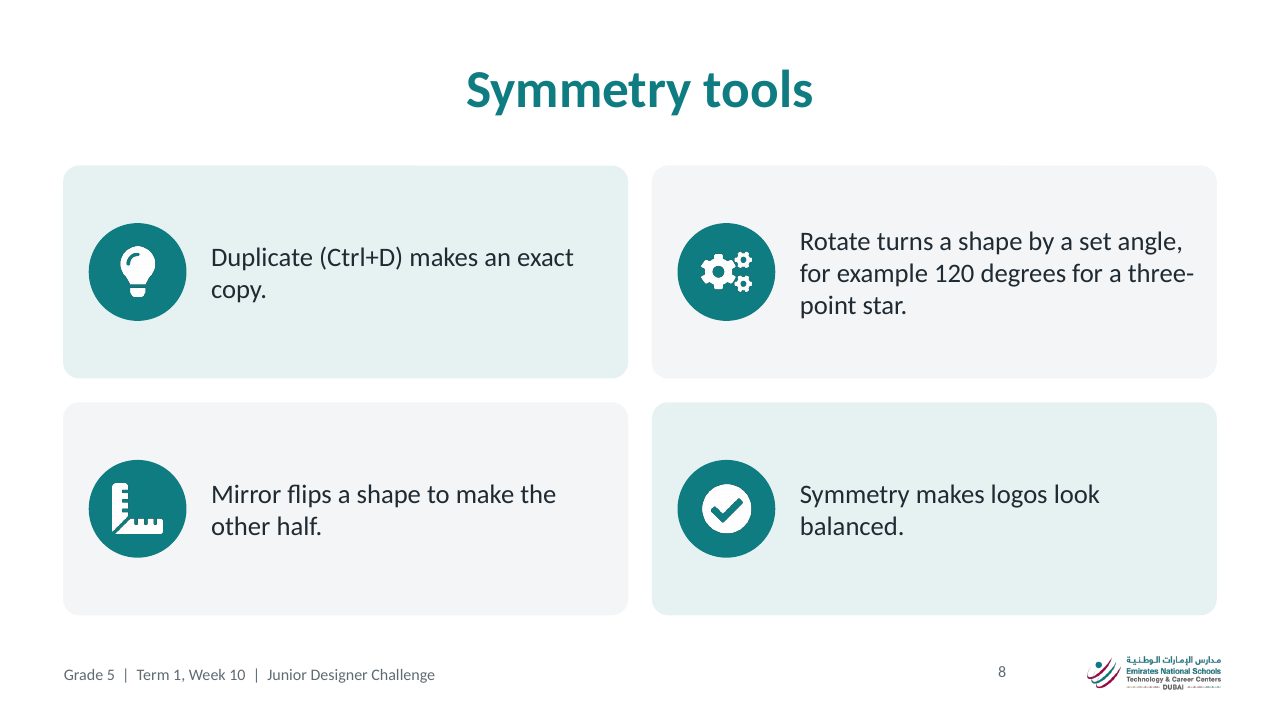 Symmetry tools
Duplicate (Ctrl+D) makes an exact
copy.
Rotate turns a shape by a set angle,
for example 120 degrees for a three-
point star.
Mirror flips a shape to make the
other half.
Symmetry makes logos look
balanced.
Grade 5 | Term 1, Week 10 | Junior Designer Challenge
8
مدارس الإمارات الوطنية
Emirates National Schools
Technology & Career Centers
DUBAI